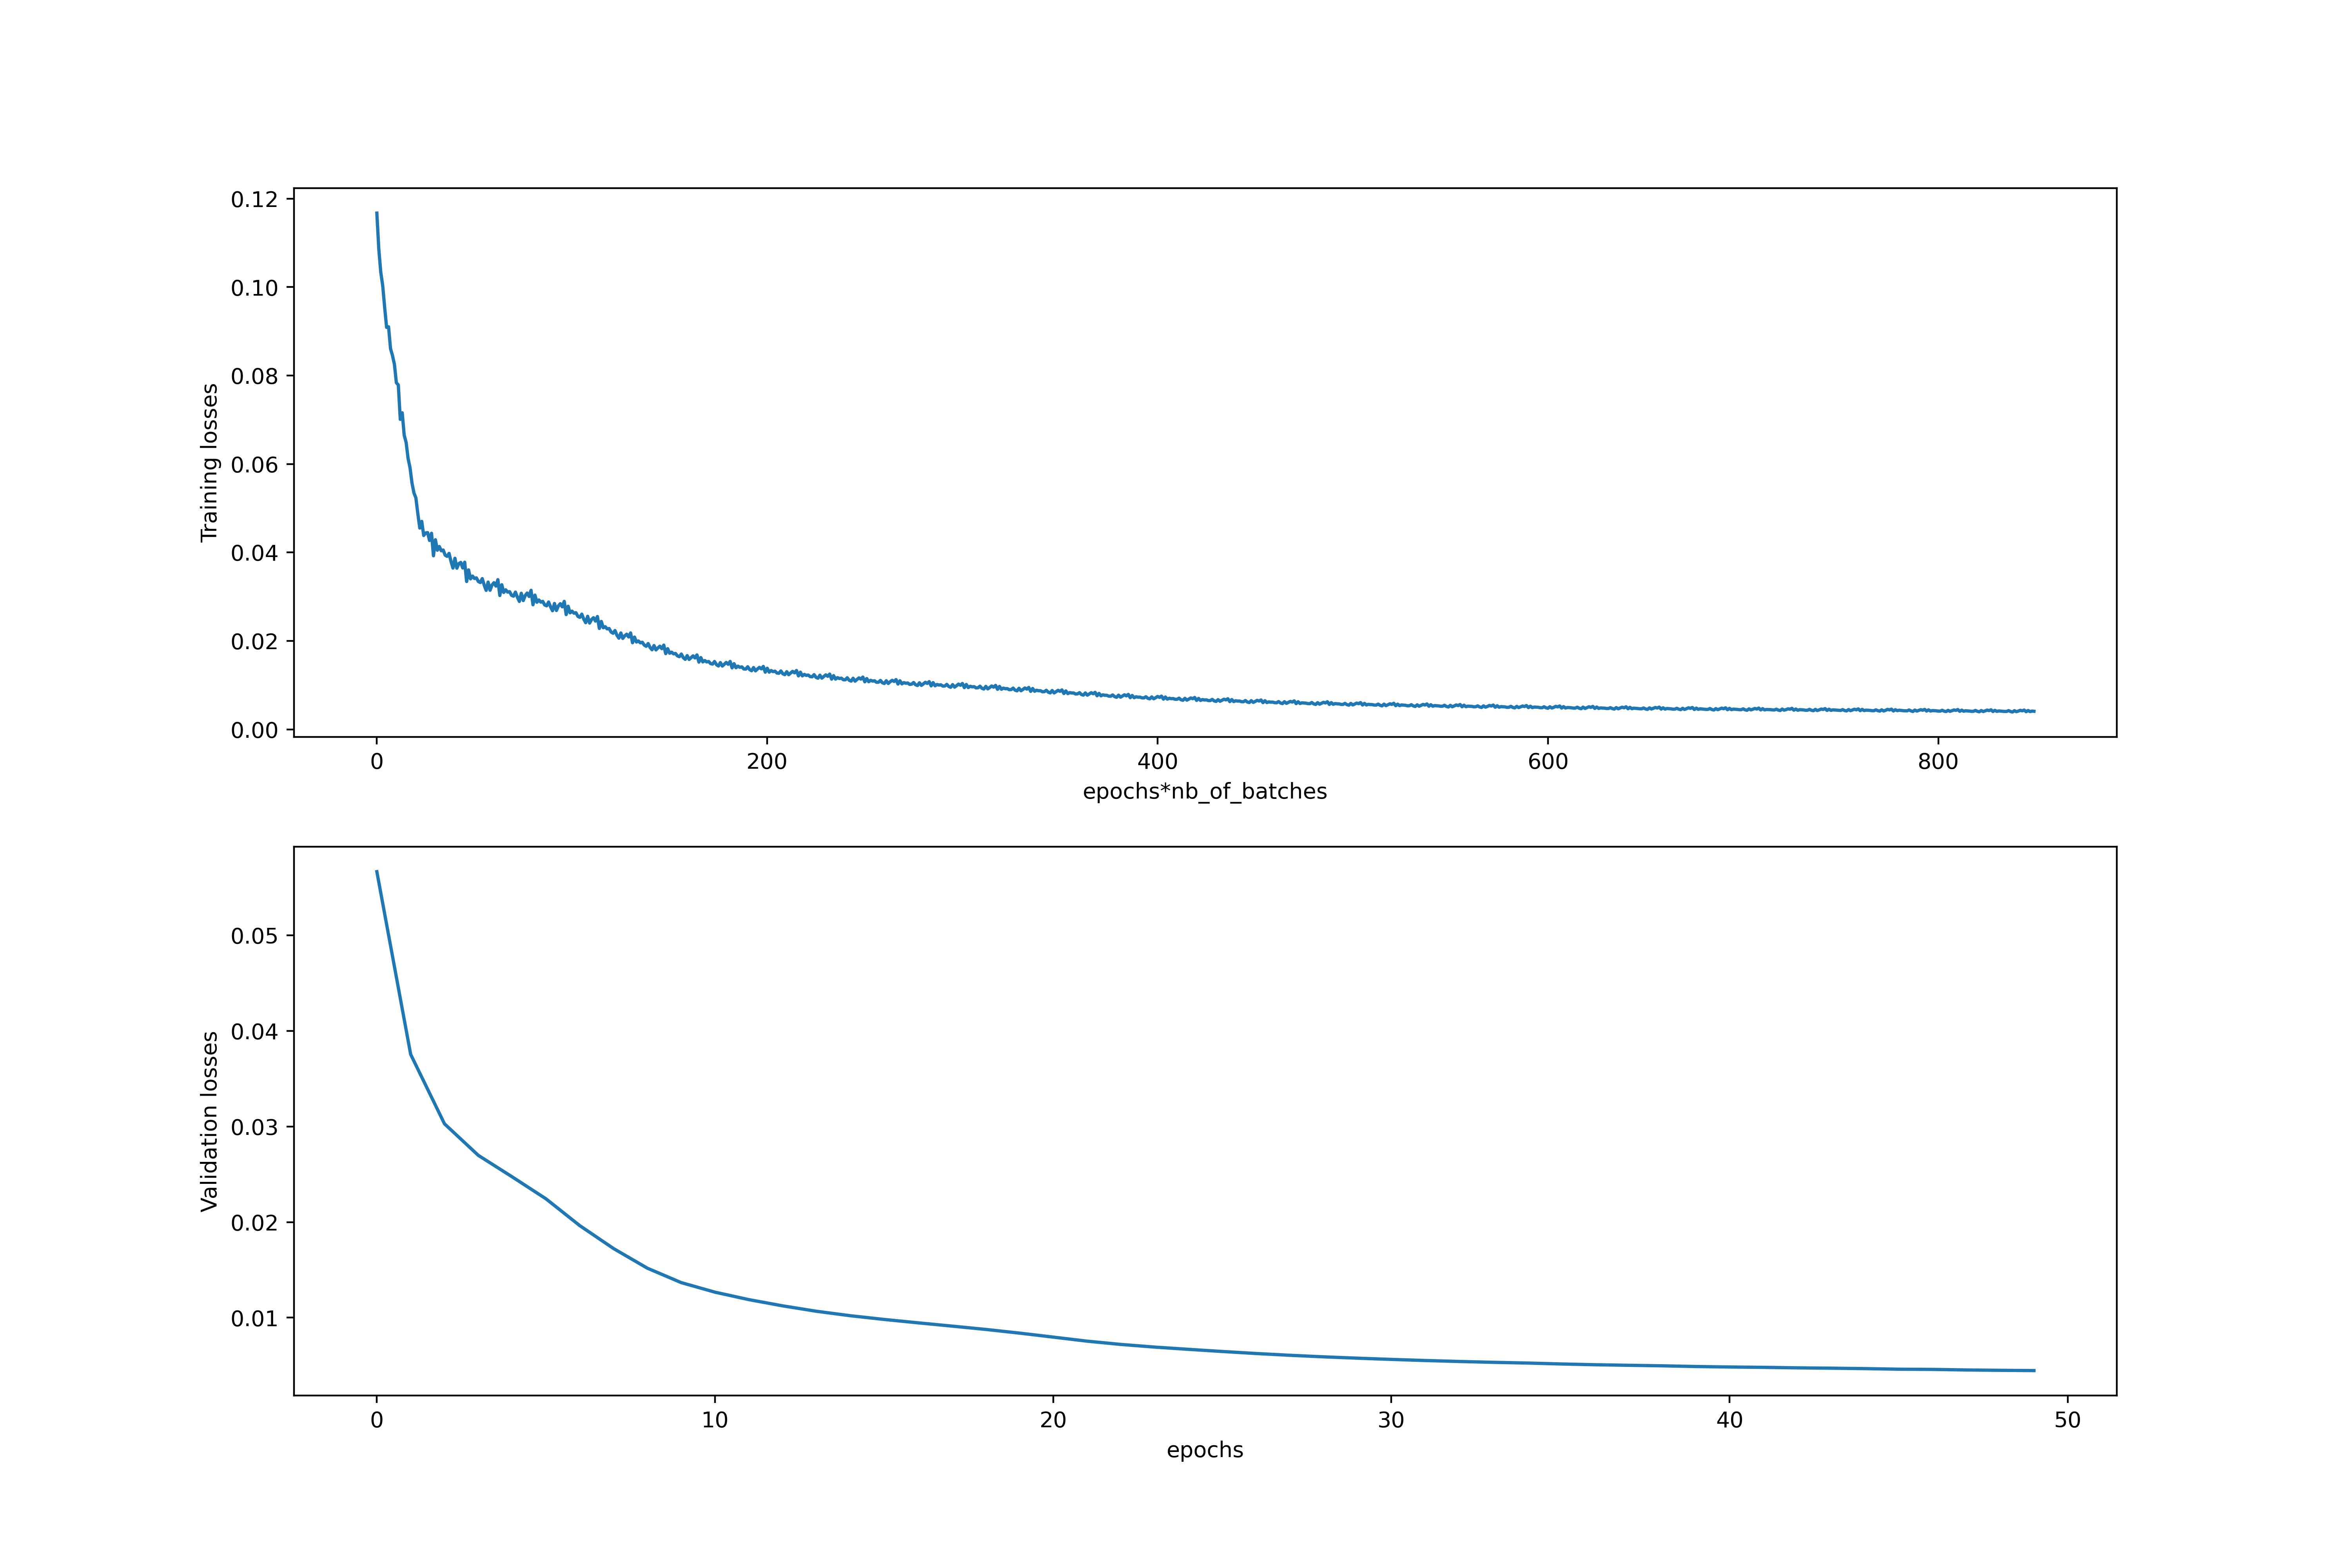 0.12
0.10
0.08
0.06
0.04
0.02
0.00
Training losses
0 200 400 600 800
epochs*nb_of_batches
0.05
0.04
0.03
0.02
0.01
Validation losses
0 10 20 30 40 50
epochs